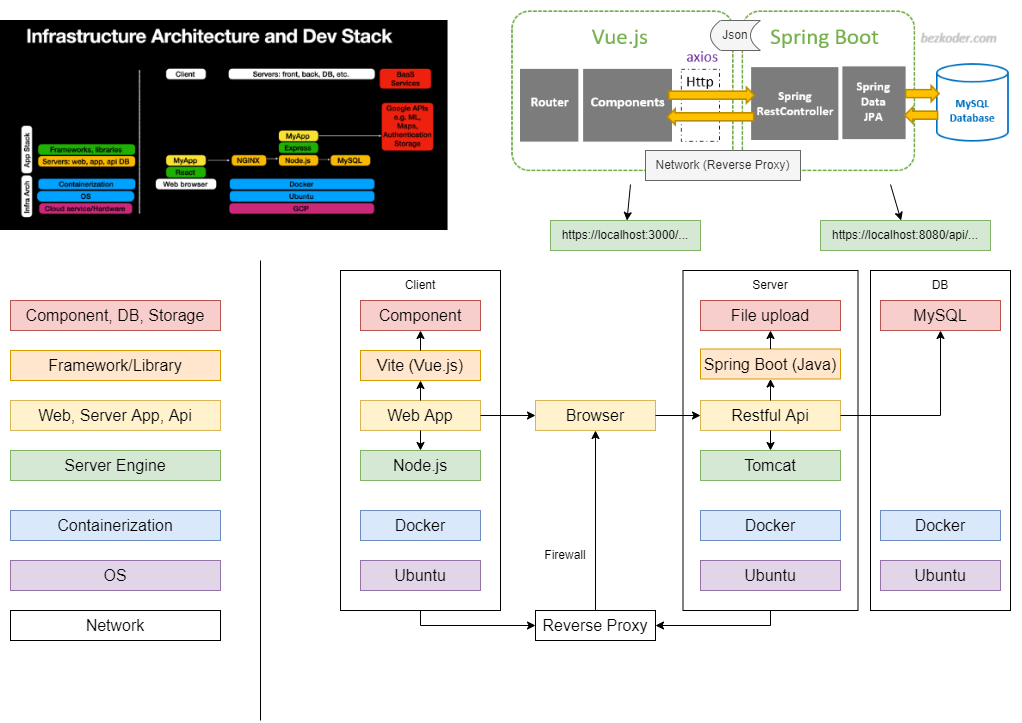 Infrastructure Architecture and Dev Stack
Client
Servers: front, back, DB, etc.
BaaS
Services
Google APIs
e.g. ML,
Maps,
Authentication
Storage
App Stack
Frameworks, libraries
Servers: web, app, api DB
MyApp
React
NGINX
MyApp
Express
Node.js
MySQL
Web browser
Infra Arch
Containerization
OS
Cloud service/Hardware
Docker
Ubuntu
GCP
Vue.js
Json
Spring Boot
bezkoder.com
axios
Http
Router
Components
Spring
RestController
Spring
Data
JPA
MySQL
Database
Network (Reverse Proxy)
https://localhost:3000/...
https://localhost:8080/api/...
Component, DB, Storage
Framework/Library
Web, Server App, Api
Server Engine
Containerization
OS
Network
Client
Component
Vite (Vue.js)
Web App
Node.js
Docker
Ubuntu
Browser
Firewall
Reverse Proxy
Server
File upload
Spring Boot (Java)
Restful Api
Tomcat
Docker
Ubuntu
DB
MySQL
Docker
Ubuntu